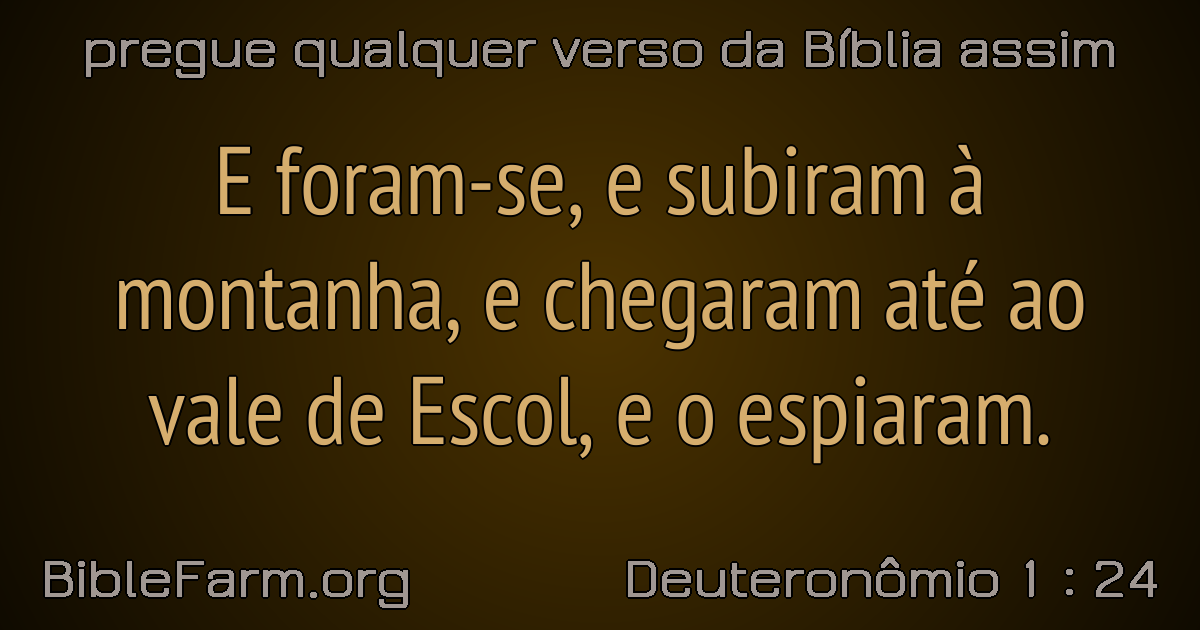 pregue qualquer verso da Bíblia assim
E foram-se, e subiram à
montanha, e chegaram até ao
vale de Escol, e o espiaram.
BibleFarm.org
Deuteronômio 1 : 24